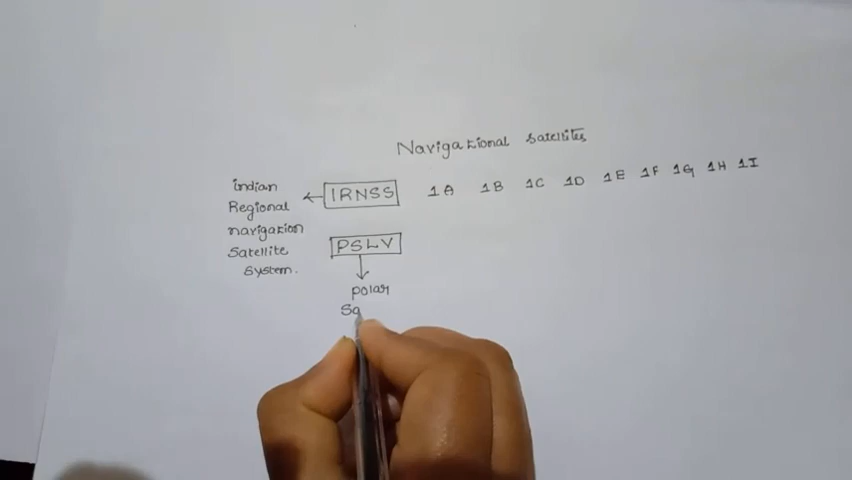 Navigational satellites
Indian
Regional
navigation
Satellite
System.
IRNSS 1A 1B 1C 1D 1E 1F 1G 1H 1I
PSLV
polar
Sa